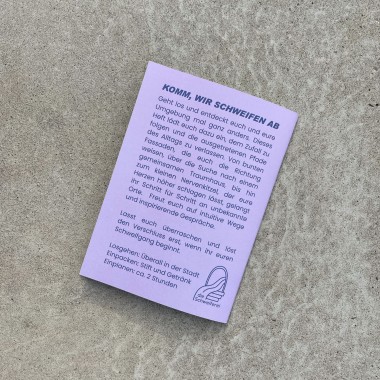 KOMM, WIR SCHWEIFEN AB
Geht los und entdeckt euch und eure
Umgebung mal ganz anders. Dieses
Heft lädt euch dazu ein, dem Zufall zu
folgen und die ausgetretenen Pfade
des Alltags zu verlassen. Von bunten
Fassaden, die euch die Richtung
weisen, über die Suche nach einem
gemeinsamen Traumhaus, bis hin
zum kleinen Nervenkitzel, der eure
Herzen höher schlagen lässt, gelangt
ihr Schritt für Schritt an unbekannte
Orte. Freut euch auf intuitive Wege
und inspirierende Gespräche.
Lasst euch überraschen und löst
den Verschluss erst, wenn ihr euren
Schweifgang beginnt.
Losgehen: Überall in der Stadt
Einpacken: Stift und Getränk
Einplanen: ca. 2 Stunden
die
Schweiferei